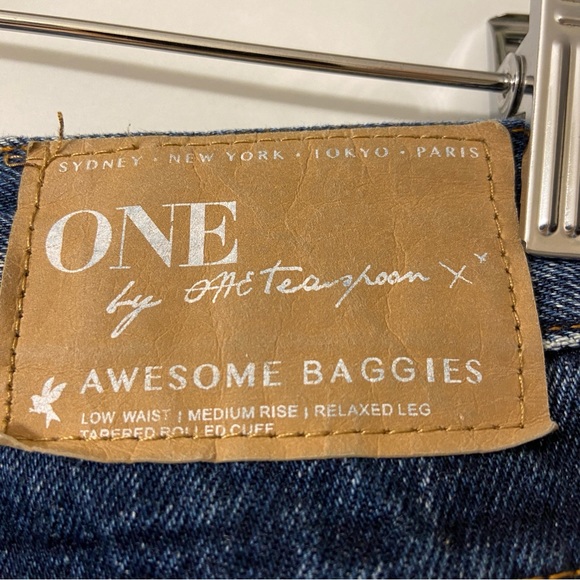 SYDNEY · NEW YORK · TOKYO · PARIS
ONE
by ONEteaspoon X
AWESOME BAGGIES
LOW WAIST | MEDIUM RISE | RELAXED LEG
TAPERED ROLLED CUFF